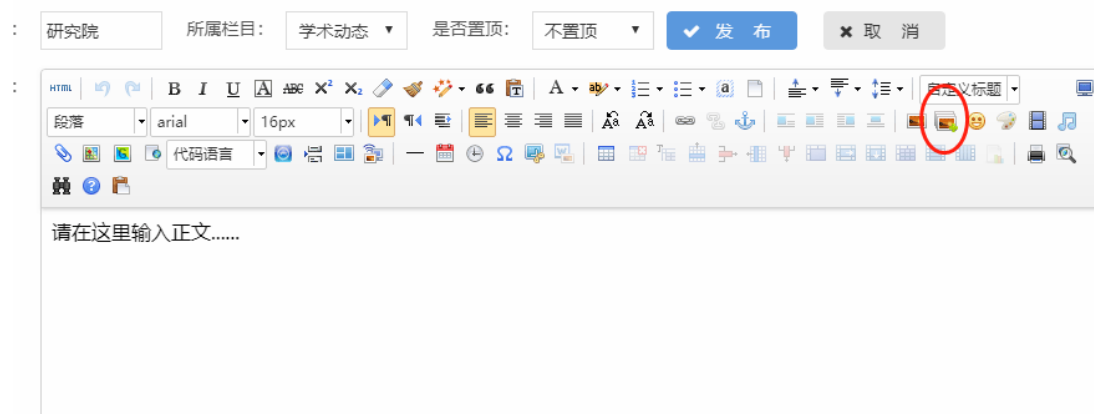 : 研究院 所属栏目: 学术动态 是否置顶: 不置顶 发 布 取 消
: HTML B I U A ABC X² X₂ A a 自定义标题
段落 arial 16px Aâ Aã
代码语言 Ω
请在这里输入正文......